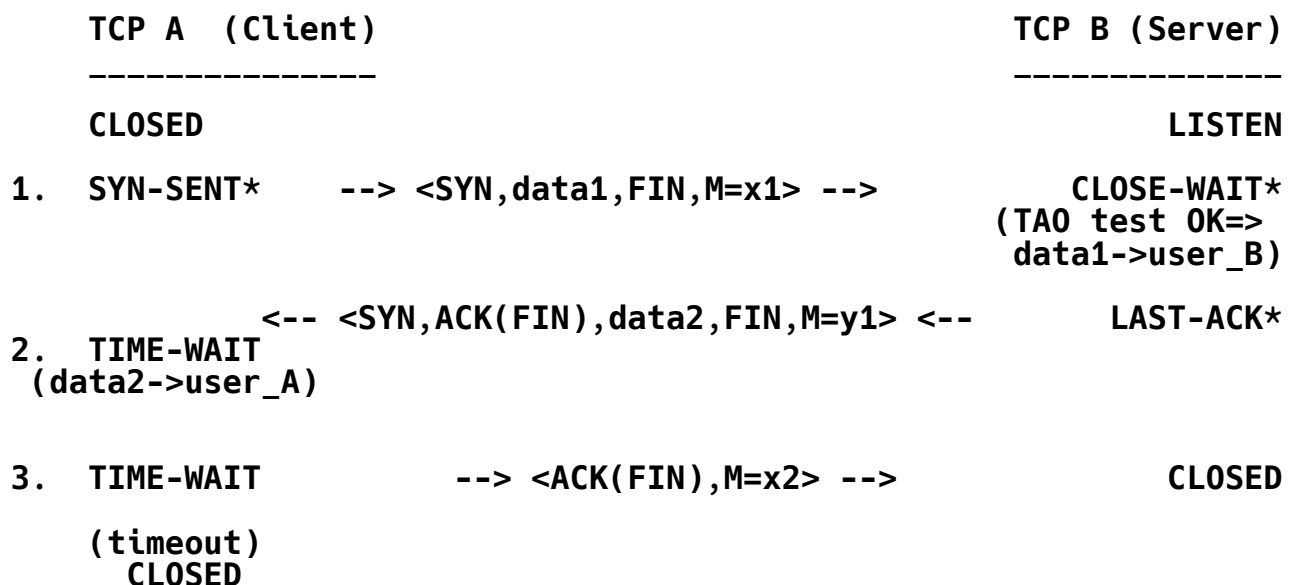 TCP A  (Client)                                 TCP B (Server)
_______________                                 ______________
CLOSED                                                  LISTEN
1.  SYN-SENT*    --> <SYN,data1,FIN,M=x1> -->          CLOSE-WAIT*
(TAO test OK=>
data1->user_B)
<-- <SYN,ACK(FIN),data2,FIN,M=y1> <--       LAST-ACK*
2.  TIME-WAIT
(data2->user_A)
3.  TIME-WAIT          --> <ACK(FIN),M=x2> -->              CLOSED
(timeout)
CLOSED